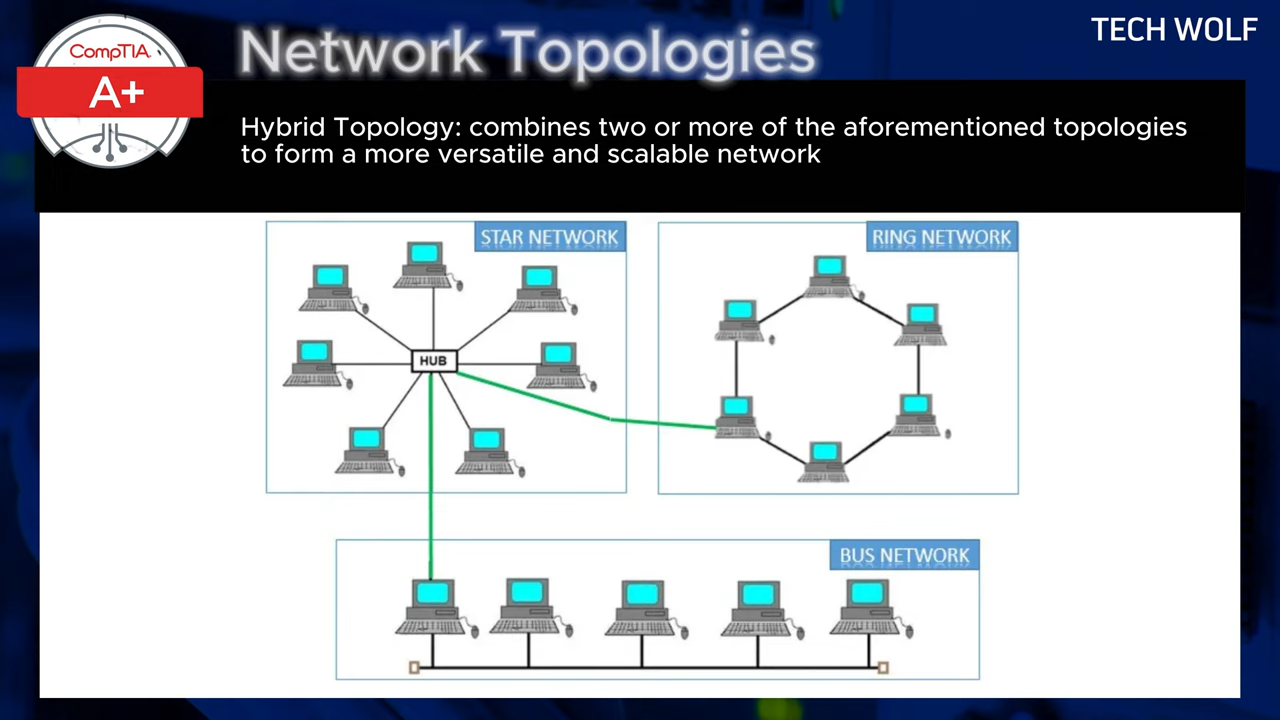 CompTIA.
A+
Network Topologies
TECH WOLF
Hybrid Topology: combines two or more of the aforementioned topologies
to form a more versatile and scalable network
STAR NETWORK
HUB
RING NETWORK
BUS NETWORK